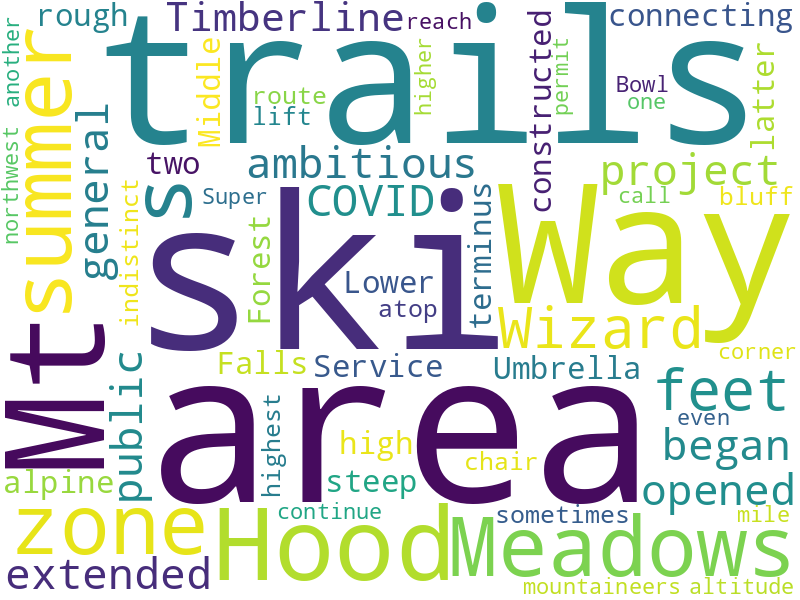 rough Timberline reach connecting
another summer Middle route lift higher trails constructed permit Bowl one latter
northwest general two ambitious project
indistinct s Super COVID terminus Way call bluff
Forest ski Lower atop Wizard
Mt Falls Service Umbrella corner
public area feet
highest high chair even began
alpine steep opened
zone Hood continue Meadows sometimes mile
extended mountaineers altitude